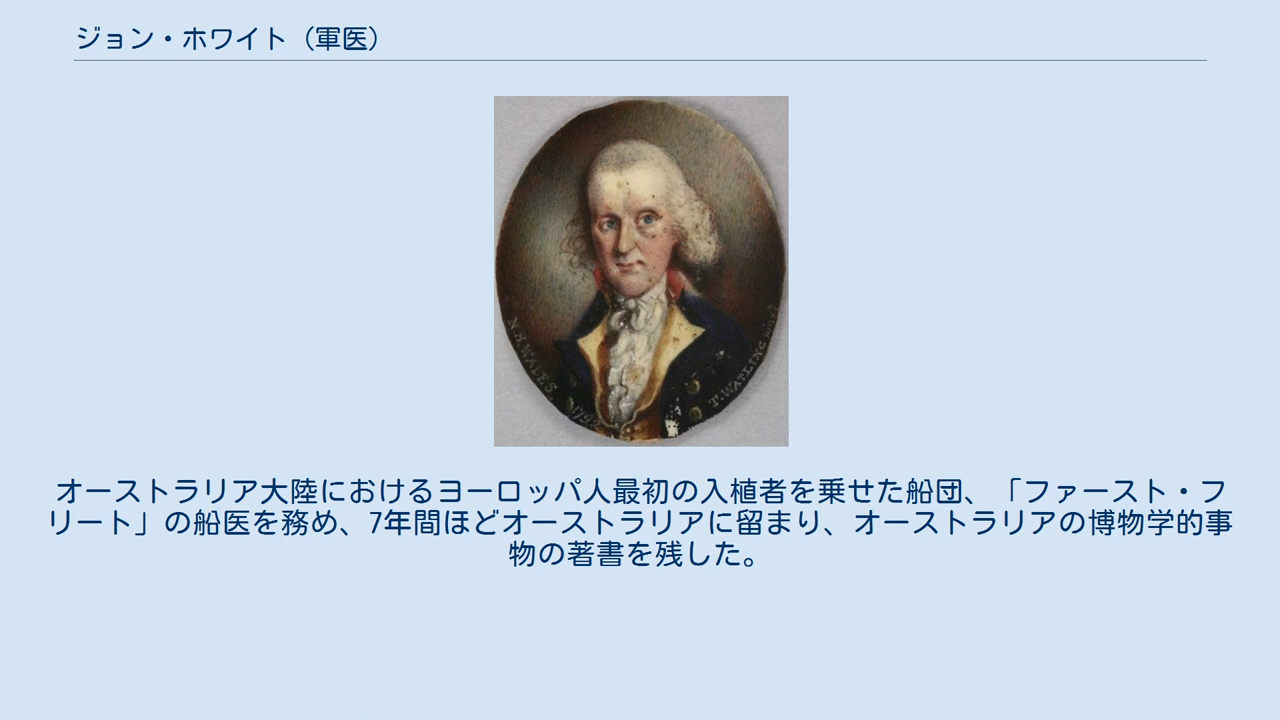 ジョン・ホワイト（軍医）
N.S.WALES
T.WATLING
オーストラリア大陸におけるヨーロッパ人最初の入植者を乗せた船団、「ファースト・フ
リート」の船医を務め、7年間ほどオーストラリアに留まり、オーストラリアの博物学的事
物の著書を残した。